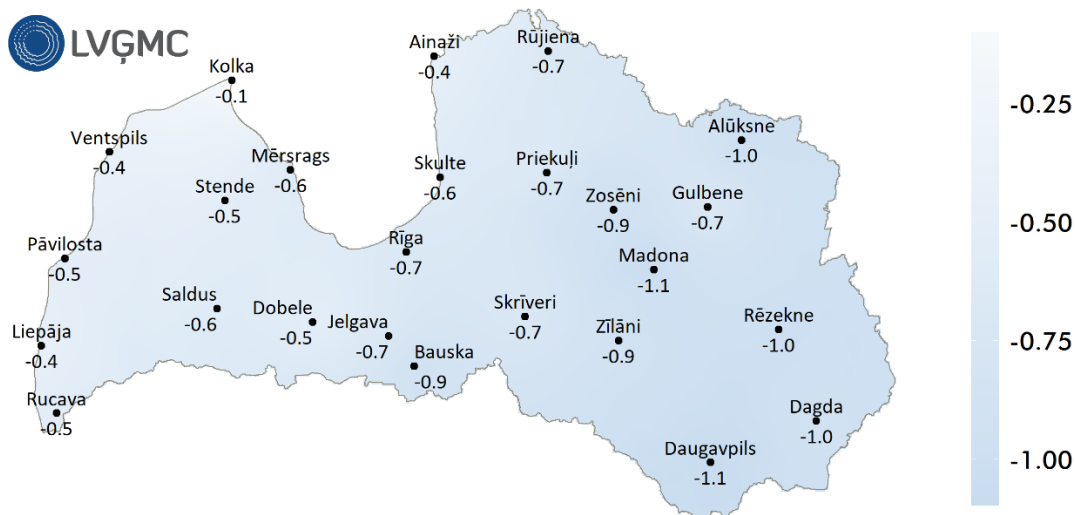 LVĢMC
Ainaži
-0.4
Rūjiena
-0.7
Kolka
-0.1
-0.25
Ventspils
-0.4
Alūksne
-1.0
Mērsrags
-0.6
Skulte
-0.6
Priekuļi
-0.7
Stende
-0.5
Zosēni
-0.9
Gulbene
-0.7
-0.50
Pāvilosta
-0.5
Rīga
-0.7
Madona
-1.1
Saldus
-0.6
Dobele
-0.5
Jelgava
-0.7
Skrīveri
-0.7
Zīlāni
-0.9
Rēzekne
-1.0
-0.75
Liepāja
-0.4
Bauska
-0.9
Rucava
-0.5
Dagda
-1.0
Daugavpils
-1.1
-1.00